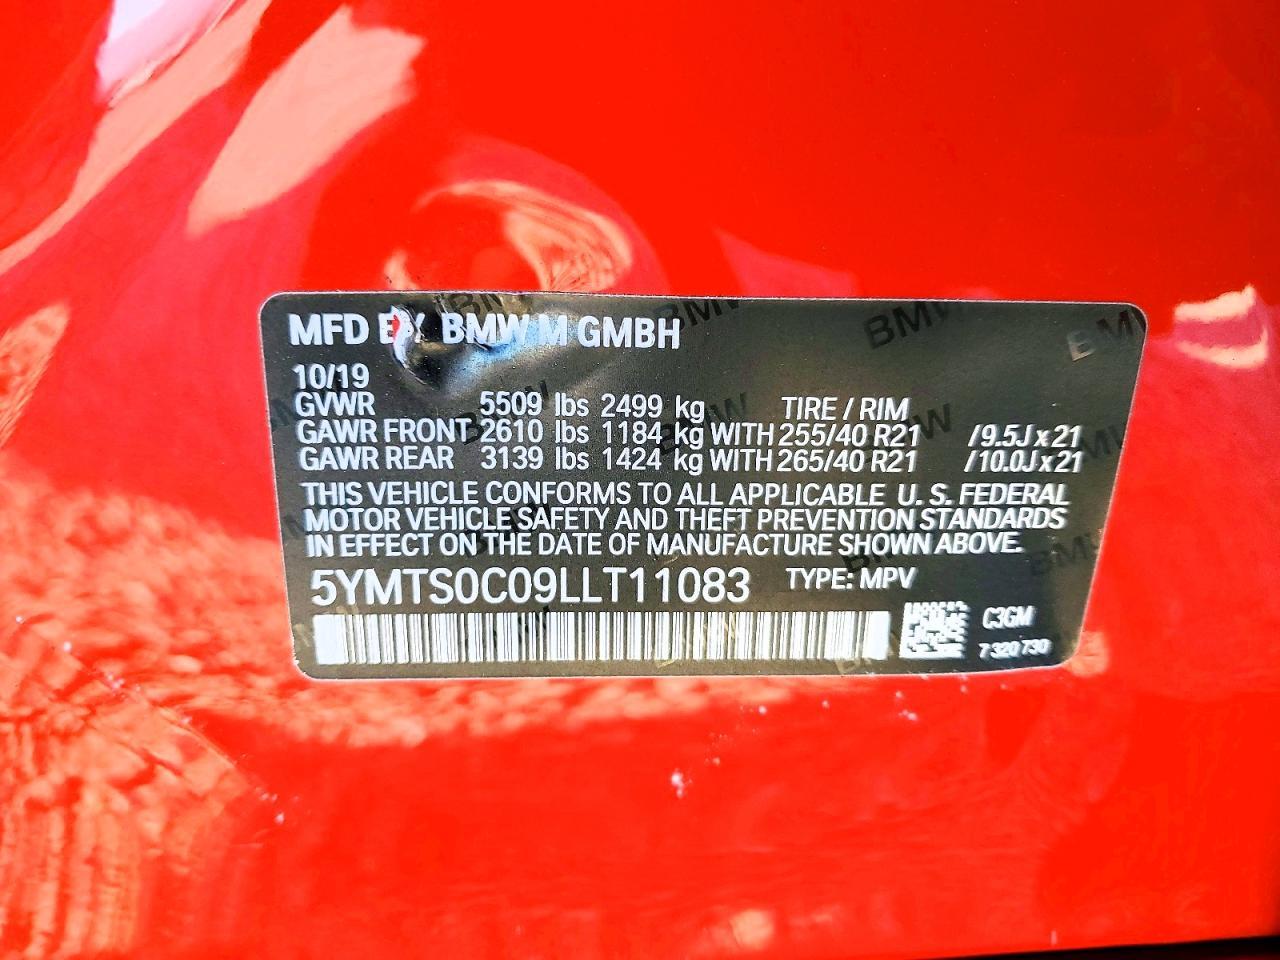 MFD BY BMW M GMBH
10/19
GVWR 5509 lbs 2499 kg TIRE / RIM
GAWR FRONT 2610 lbs 1184 kg WITH 255/40 R21 /9.5J x 21
GAWR REAR 3139 lbs 1424 kg WITH 265/40 R21 /10.0J x 21
THIS VEHICLE CONFORMS TO ALL APPLICABLE U. S. FEDERAL
MOTOR VEHICLE SAFETY AND THEFT PREVENTION STANDARDS
IN EFFECT ON THE DATE OF MANUFACTURE SHOWN ABOVE.
5YMTS0C09LLT11083 TYPE: MPV
C3GM
7 320 730